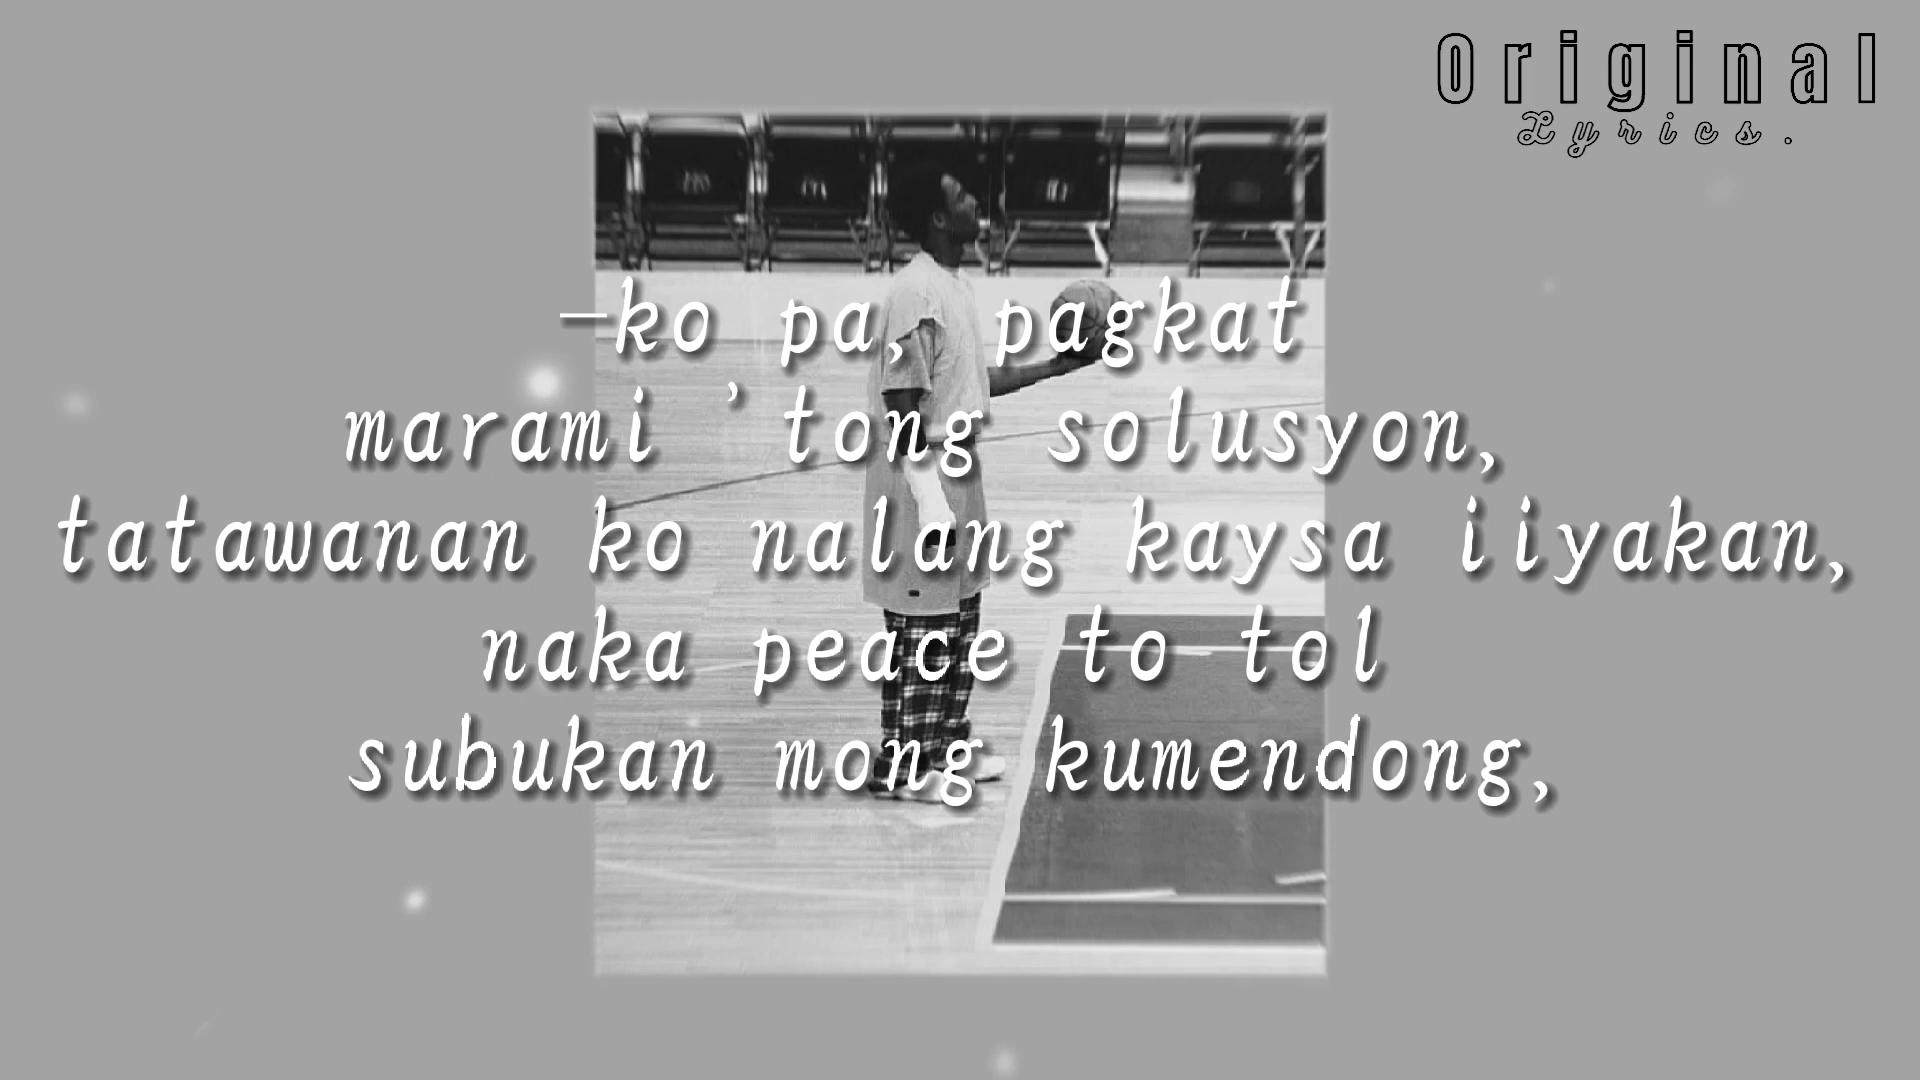 Original
Lyrics.
—ko pa, pagkat
marami 'tong solusyon,
tatawanan ko nalang kaysa iiyakan,
naka peace to tol
subukan mong kumendong,